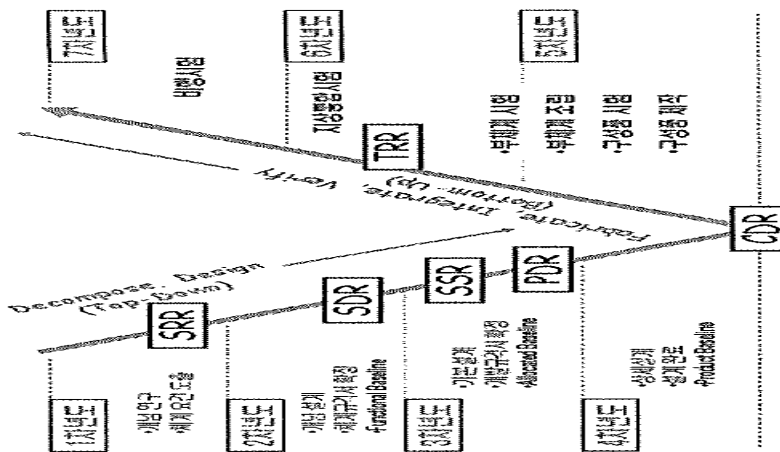 1차년도
•개념연구
•체계요건도출
2차년도
•개념설계
•체계규격서확정
•Functional Baseline
3차년도
•기본설계
•개발규격서확정
•Allocated Baseline
4차년도
•상세설계
•설계완료
•Product Baseline
Decompose, Design
(Top-Down)
SRR
SDR
SSR
PDR
CDR
Fabricate, Integrate, Verify
(Bottom-Up)
TRR
7차년도
비행시험
6차년도
지상통합시험
5차년도
•부체계 시험
•부체계 조립
•구성품 시험
•구성품 제작